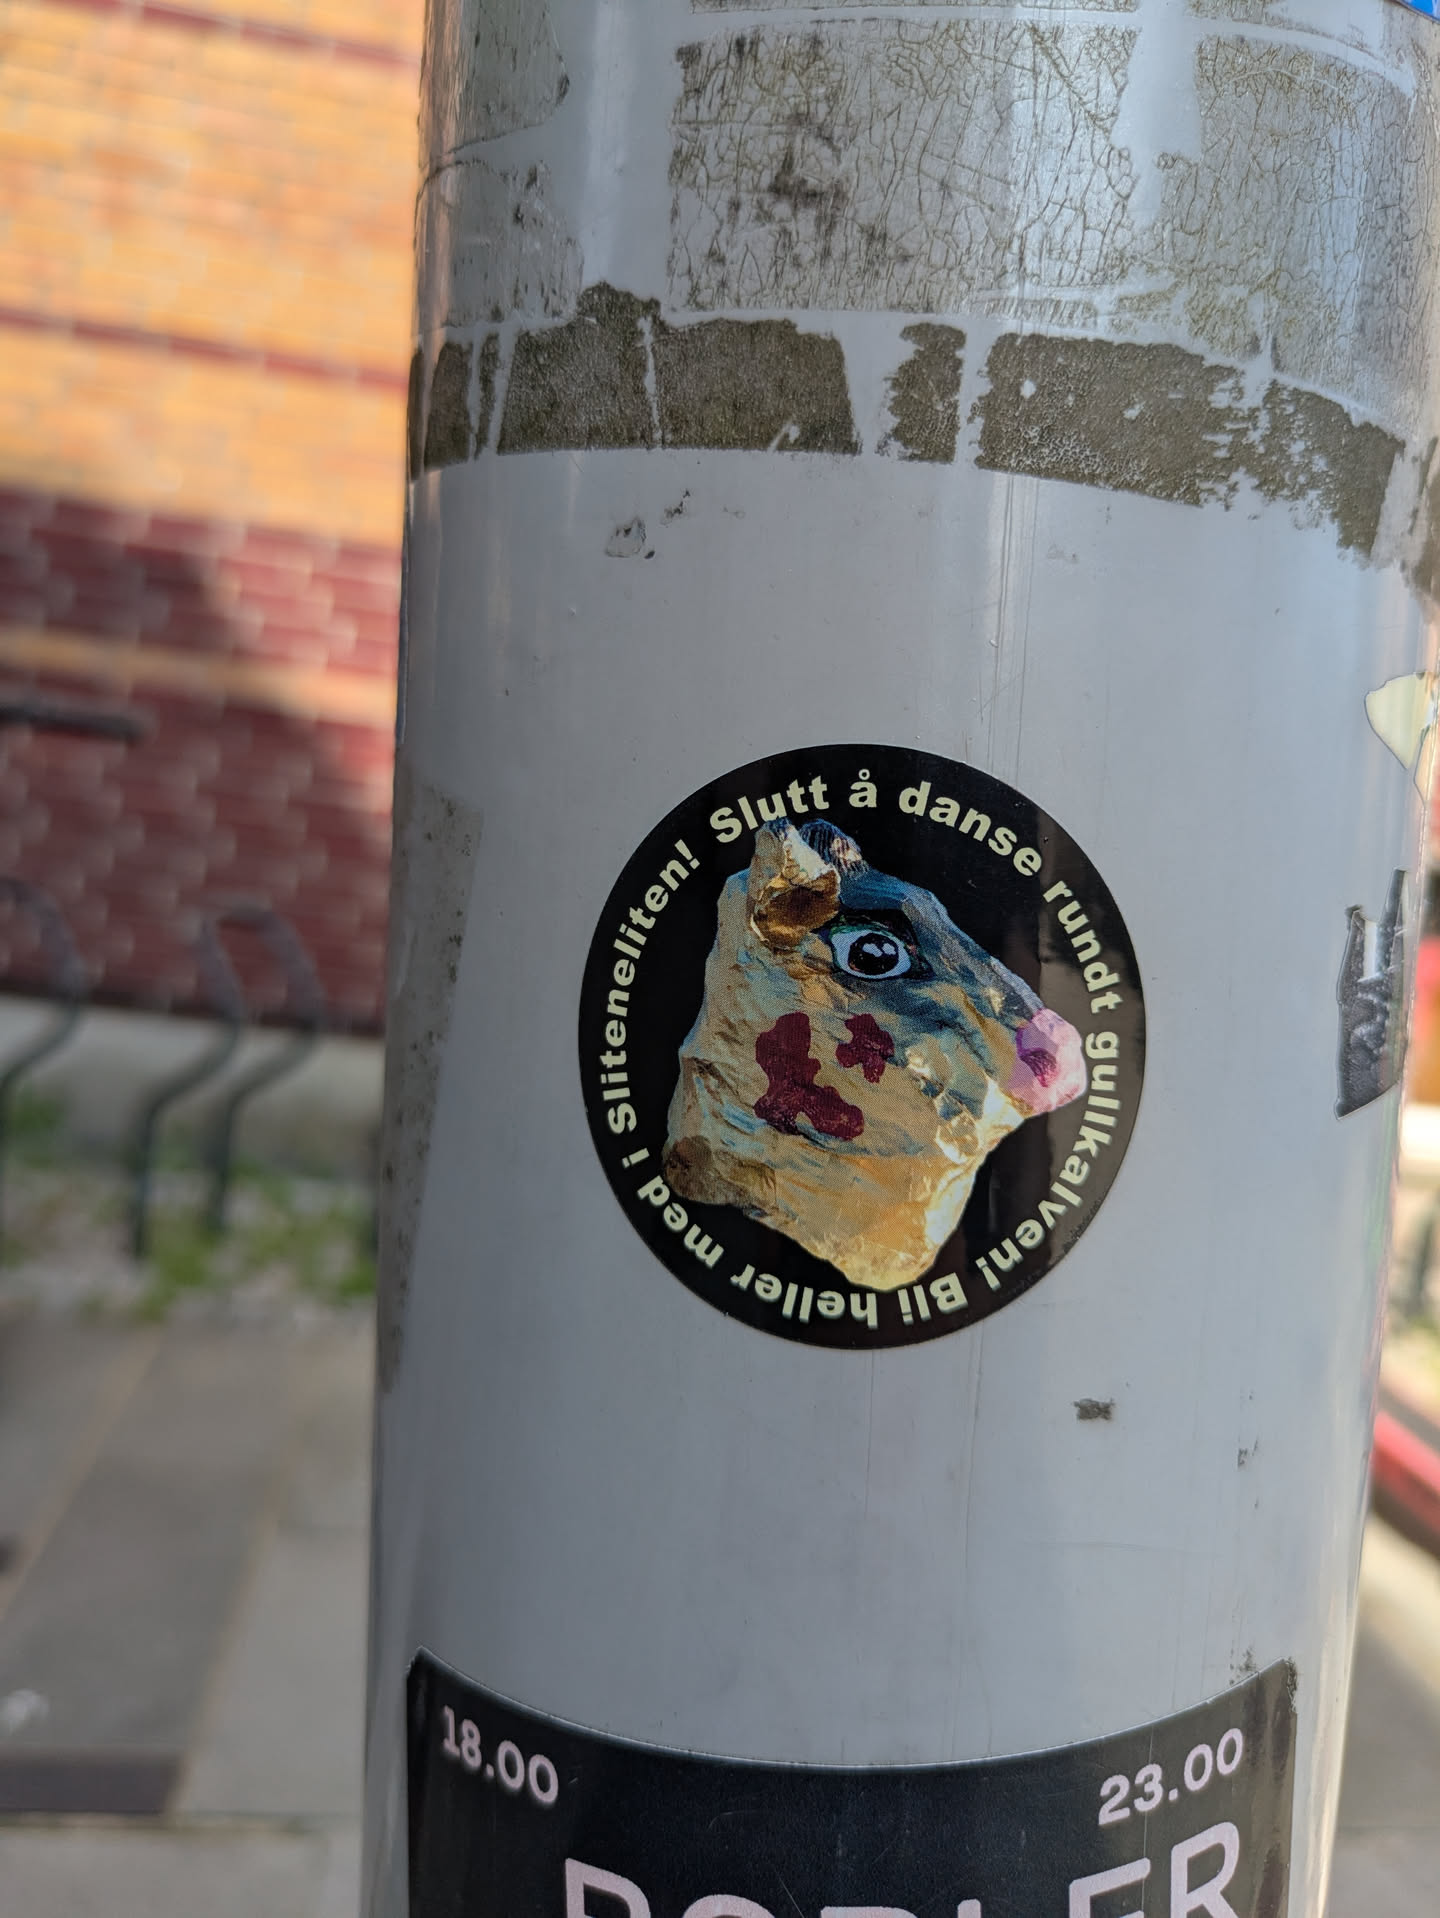 Slutt å danse rundt gullkalven! Bli heller med i Sliteneliten!
18.00
23.00